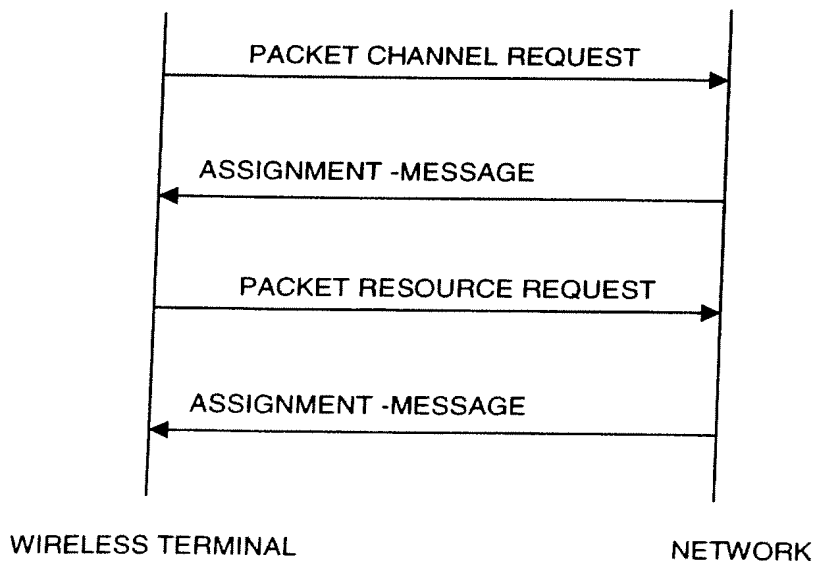 PACKET CHANNEL REQUEST
ASSIGNMENT -MESSAGE
PACKET RESOURCE REQUEST
ASSIGNMENT -MESSAGE
WIRELESS TERMINAL
NETWORK